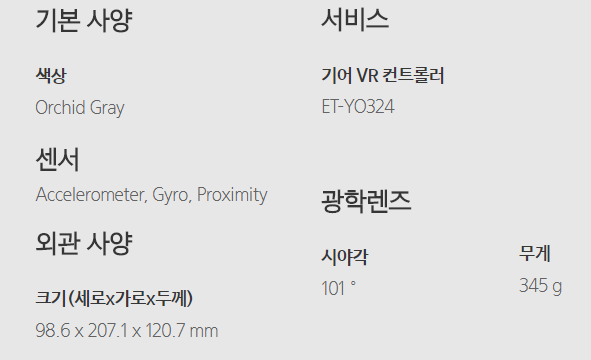 기본 사양
색상
Orchid Gray
센서
Accelerometer, Gyro, Proximity
외관 사양
크기(세로x가로x두께)
98.6 x 207.1 x 120.7 mm
서비스
기어 VR 컨트롤러
ET-YO324
광학렌즈
시야각
101 °
무게
345 g